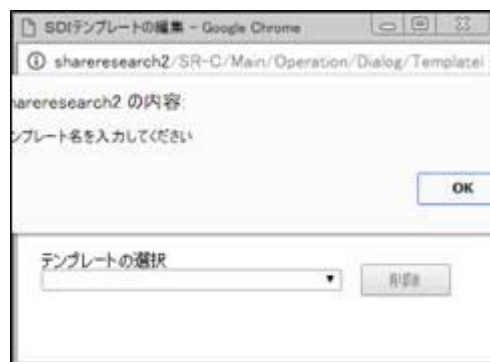 SDIテンプレートの編集 - Google Chrome
shareresearch2/SR-C/Main/Operation/Dialog/Templatel
hareresearch2 の内容:
ンプレート名を入力してください
OK
テンプレートの選択
削除